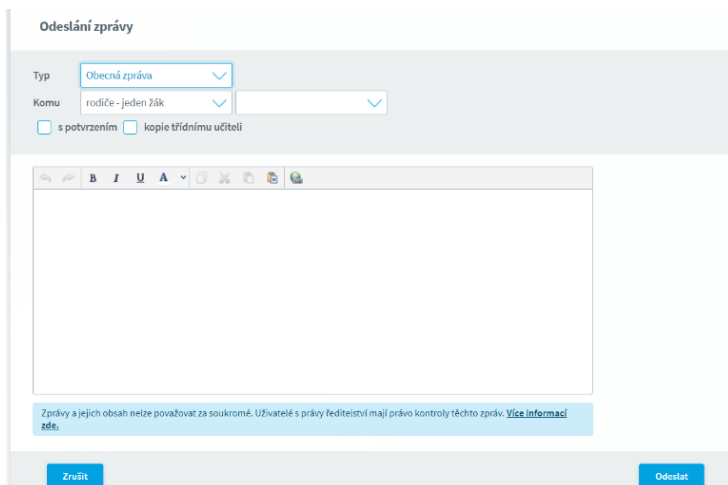 Odeslání zprávy
Typ Obecná zpráva
Komu rodiče - jeden žák
s potvrzením kopie třídnímu učiteli
B I U A
Zprávy a jejich obsah nelze považovat za soukromé. Uživatelé s právy ředitelství mají právo kontroly těchto zpráv. Více informací
zde.
Zrušit Odeslat